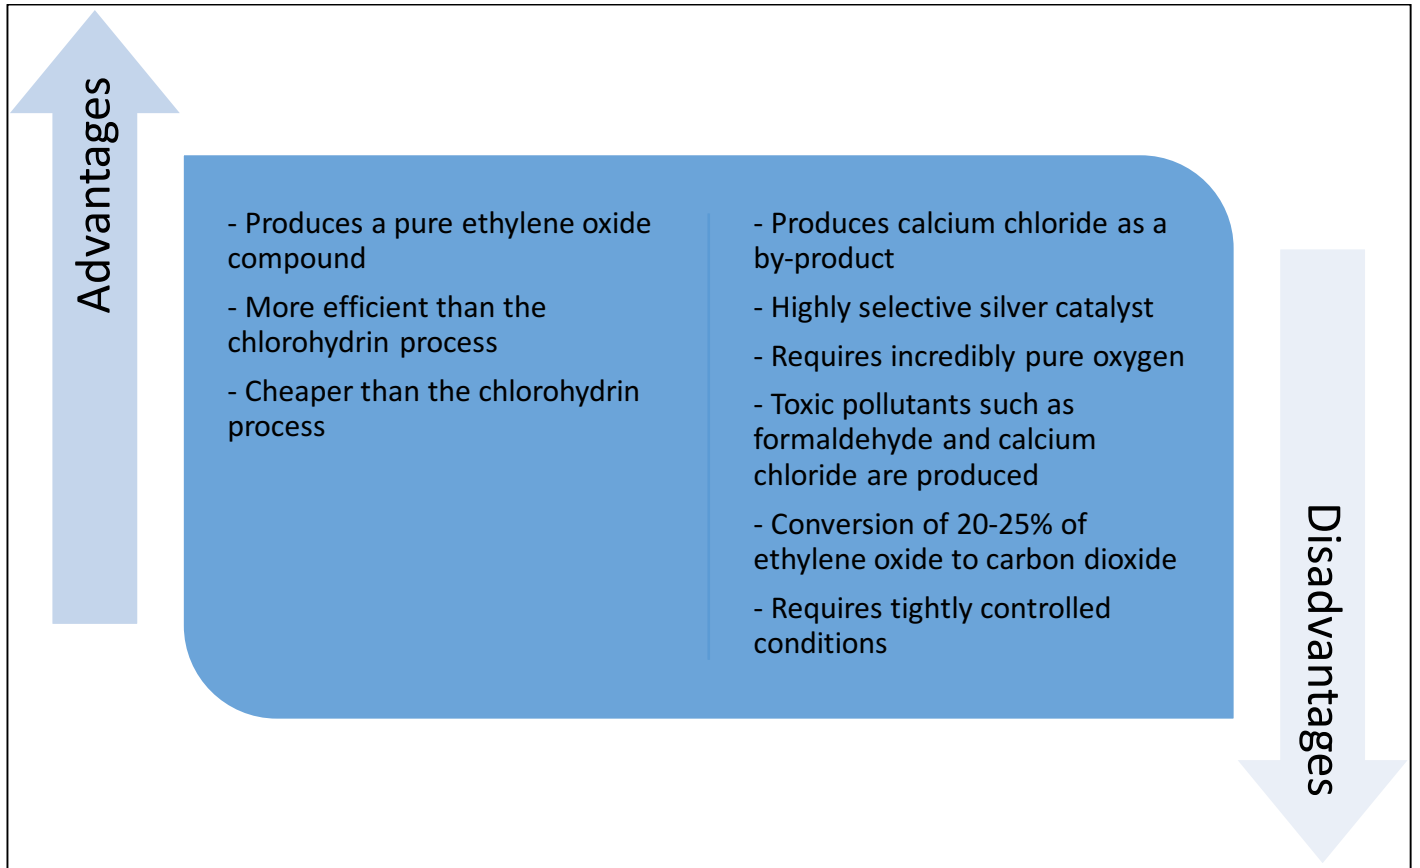 Advantages
- Produces a pure ethylene oxide
compound
- More efficient than the
chlorohydrin process
- Cheaper than the chlorohydrin
process
- Produces calcium chloride as a
by-product
- Highly selective silver catalyst
- Requires incredibly pure oxygen
- Toxic pollutants such as
formaldehyde and calcium
chloride are produced
- Conversion of 20-25% of
ethylene oxide to carbon dioxide
- Requires tightly controlled
conditions
Disadvantages